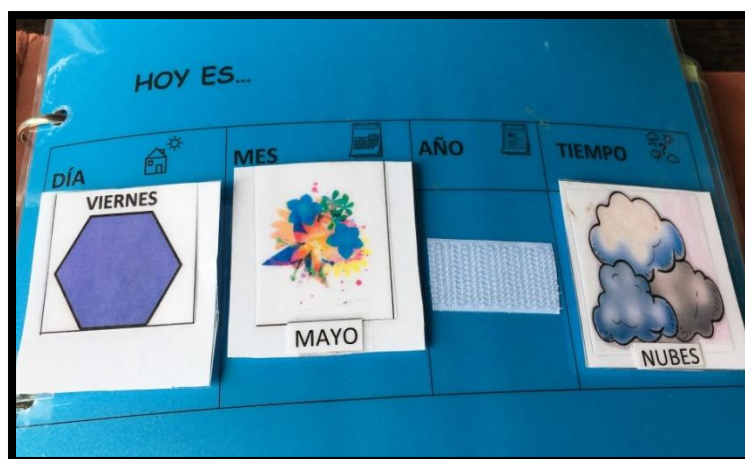 HOY ES...
DÍA
MES
AÑO
TIEMPO
VIERNES
MAYO
NUBES